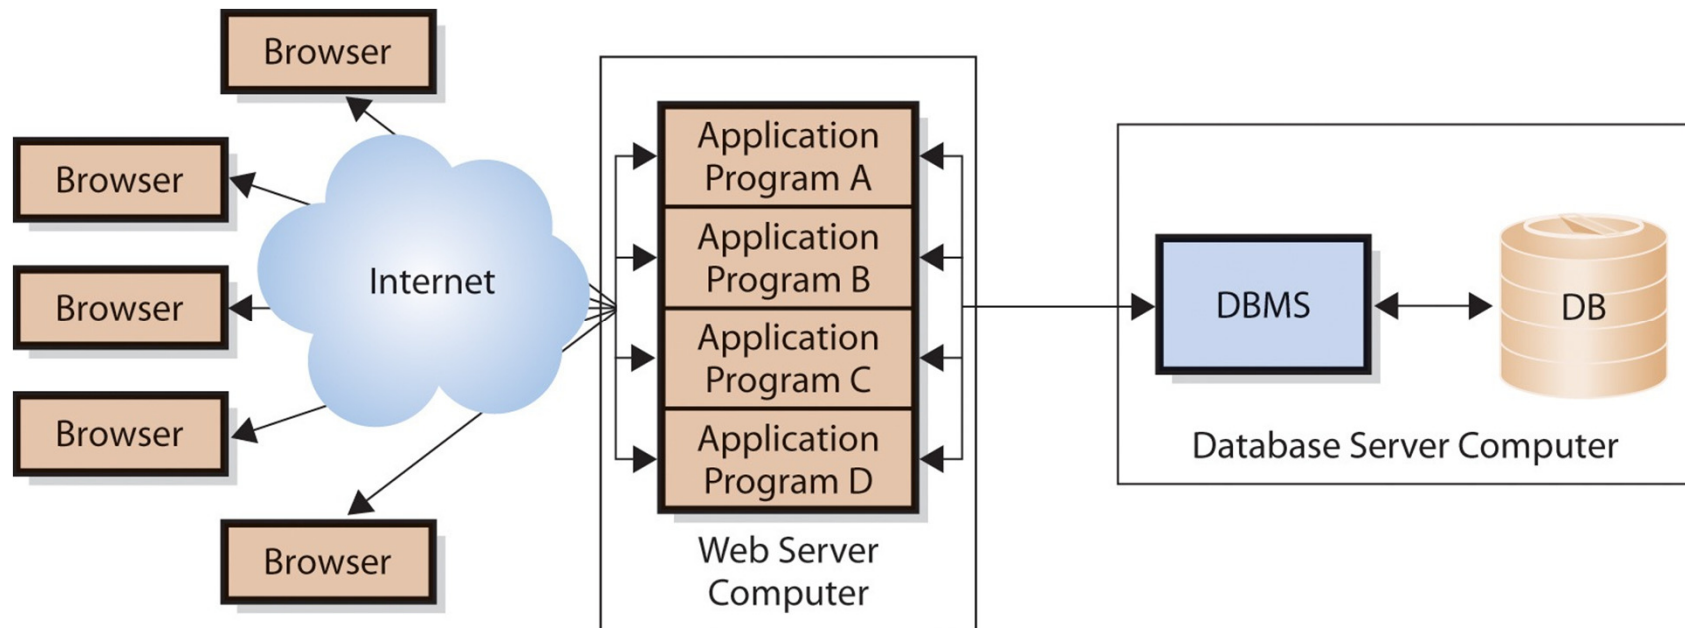 Browser
Browser
Browser
Browser
Browser
Internet
Application
Program A
Application
Program B
Application
Program C
Application
Program D
Web Server
Computer
DBMS
DB
Database Server Computer